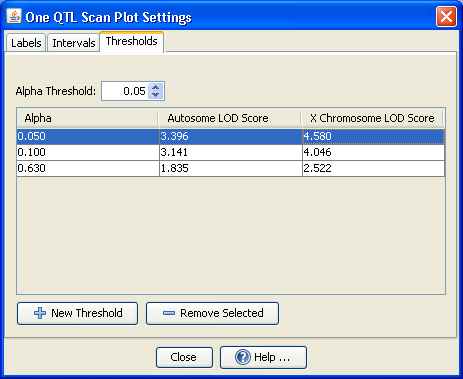 One QTL Scan Plot Settings
Labels Intervals Thresholds
Alpha Threshold: 0.05
Alpha Autosome LOD Score X Chromosome LOD Score
0.050 3.396 4.580
0.100 3.141 4.046
0.630 1.835 2.522
New Threshold Remove Selected
Close Help ...